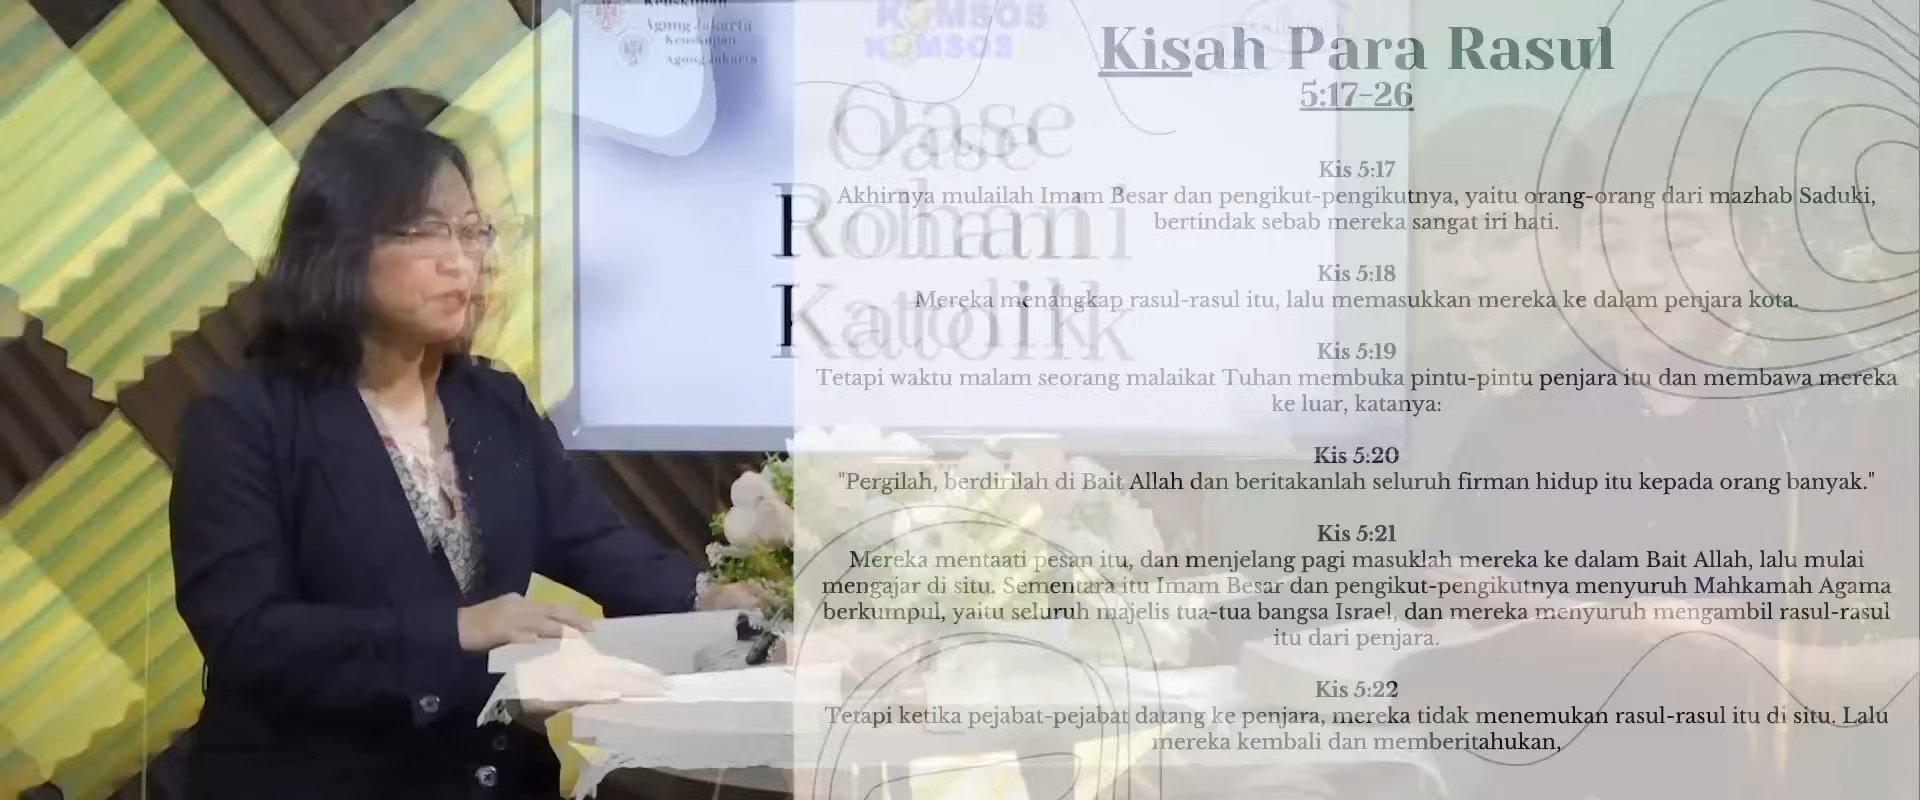 Keuskupan
Agung Jakarta
Keuskupan
Agung Jakarta
KOMSOS
KOMSOS
Oase
Oase
Rohani
Katolik
Kisah Para Rasul
5:17-26
Kis 5:17
Akhirnya mulailah Imam Besar dan pengikut-pengikutnya, yaitu orang-orang dari mazhab Saduki,
bertindak sebab mereka sangat iri hati.
Kis 5:18
Mereka menangkap rasul-rasul itu, lalu memasukkan mereka ke dalam penjara kota.
Kis 5:19
Tetapi waktu malam seorang malaikat Tuhan membuka pintu-pintu penjara itu dan membawa mereka
ke luar, katanya:
Kis 5:20
"Pergilah, berdirilah di Bait Allah dan beritakanlah seluruh firman hidup itu kepada orang banyak."
Kis 5:21
Mereka mentaati pesan itu, dan menjelang pagi masuklah mereka ke dalam Bait Allah, lalu mulai
mengajar di situ. Sementara itu Imam Besar dan pengikut-pengikutnya menyuruh Mahkamah Agama
berkumpul, yaitu seluruh majelis tua-tua bangsa Israel, dan mereka menyuruh mengambil rasul-rasul
itu dari penjara.
Kis 5:22
Tetapi ketika pejabat-pejabat datang ke penjara, mereka tidak menemukan rasul-rasul itu di situ. Lalu
mereka kembali dan memberitahukan,